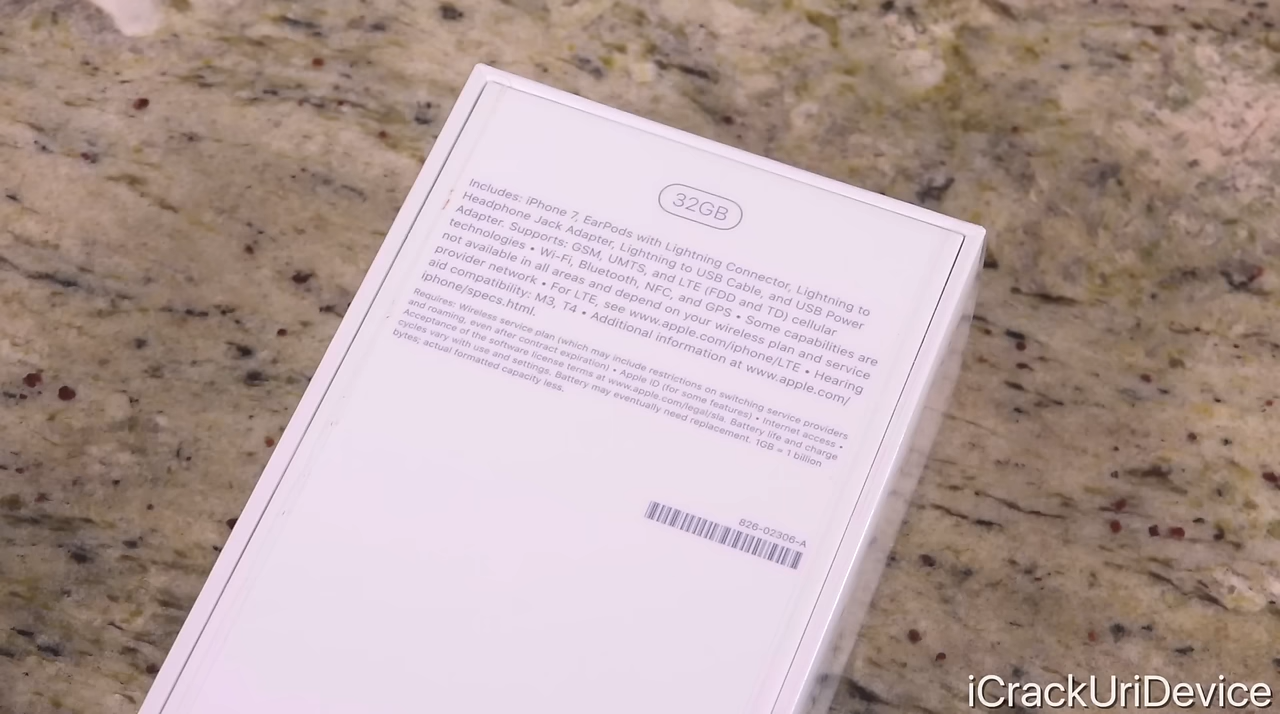 32GB
Includes: iPhone 7, EarPods with Lightning Connector, Lightning to
Headphone Jack Adapter, Lightning to USB Cable, and USB Power
Adapter. Supports: GSM, UMTS, and LTE (FDD and TD) cellular
technologies • Wi-Fi, Bluetooth, NFC, and GPS • Some capabilities are
not available in all areas and depend on your wireless plan and service
provider network • For LTE, see www.apple.com/iphone/LTE • Hearing
aid compatibility: M3, T4 • Additional information at www.apple.com/
iphone/specs.html.
Requires: Wireless service plan (which may include restrictions on switching service providers
and roaming, even after contract expiration) • Apple ID (for some features) • Internet access •
Acceptance of the software license terms at www.apple.com/legal/sla. Battery life and charge
cycles vary with use and settings. Battery may eventually need replacement. 1GB = 1 billion
bytes; actual formatted capacity less.
826-02306-A
iCrackUriDevice